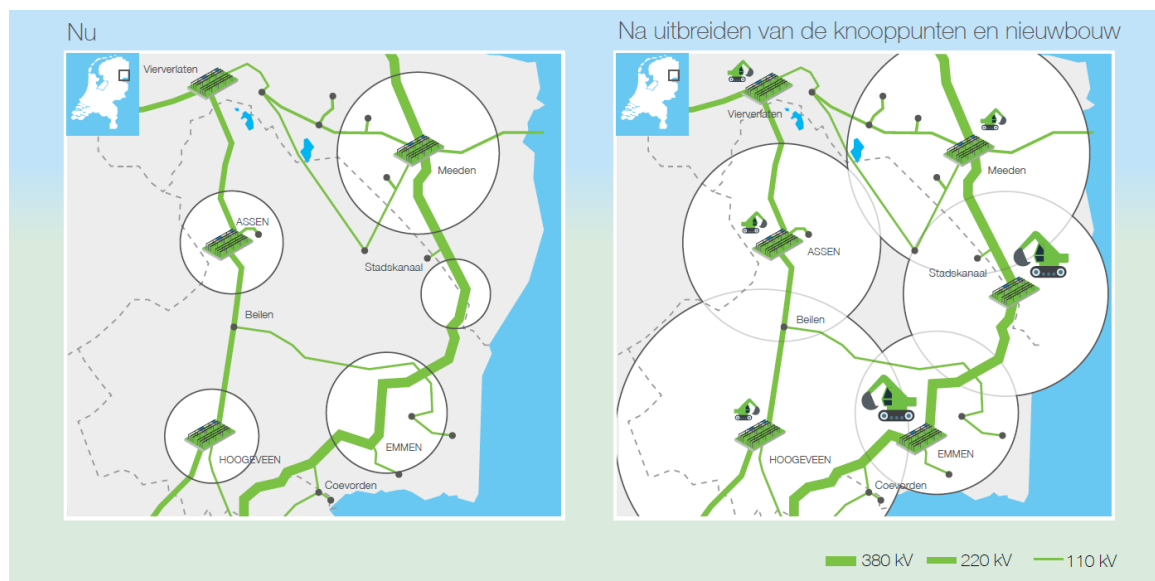 Nu
Vierverlaten
Meeden
ASSEN
Stadskanaal
Beilen
EMMEN
HOOGEVEEN
Coevorden
Na uitbreiden van de knooppunten en nieuwbouw
Vierverlaten
Meeden
ASSEN
Stadskanaal
Beilen
HOOGEVEEN
EMMEN
Coevorden
380 kV 220 kV 110 kV